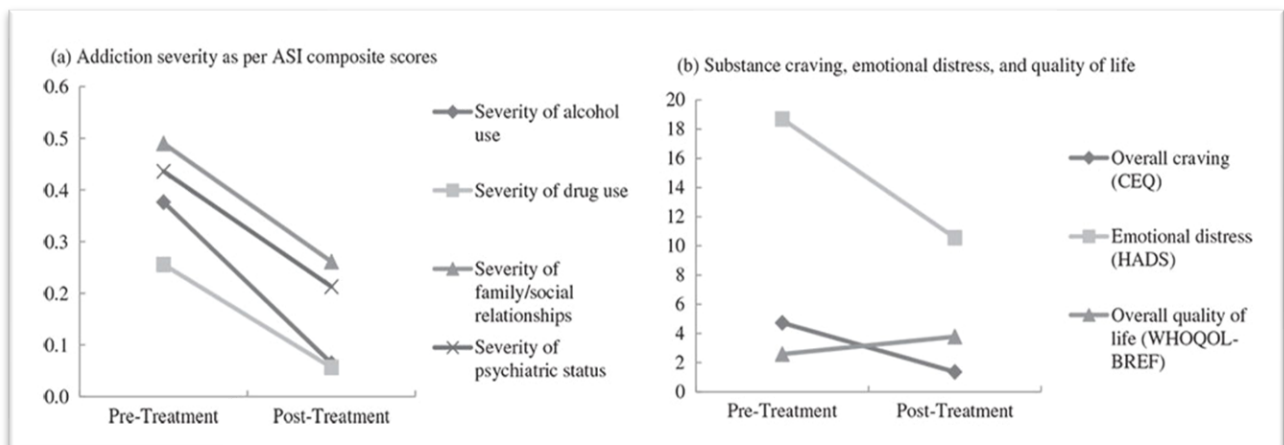 (a) Addiction severity as per ASI composite scores
0.6
0.5
0.4
0.3
0.2
0.1
0.0
Pre-Treatment
Post-Treatment
Severity of alcohol
use
Severity of drug use
Severity of
family/social
relationships
Severity of
psychiatric status
(b) Substance craving, emotional distress, and quality of life
20
18
16
14
12
10
8
6
4
2
0
Pre-Treatment
Post-Treatment
Overall craving
(CEQ)
Emotional distress
(HADS)
Overall quality of
life (WHOQOL-
BREF)